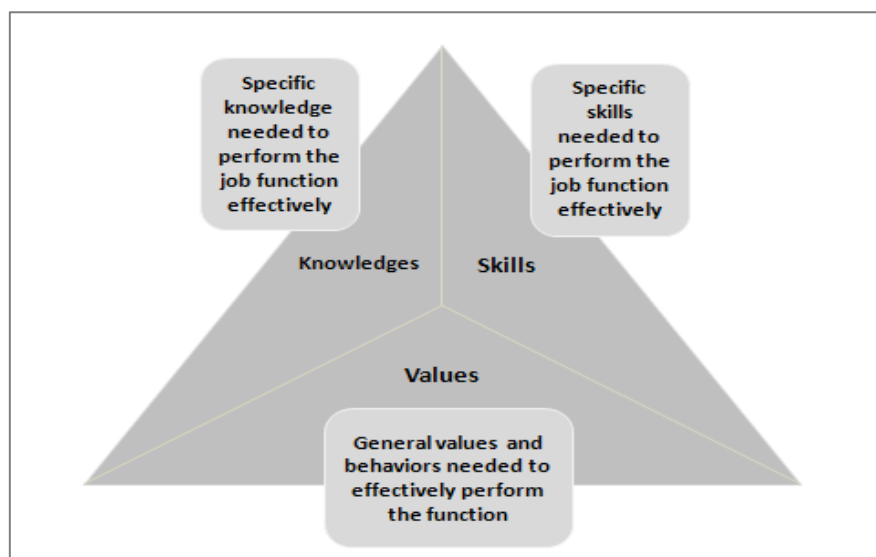 Specific
knowledge
needed to
perform the
job function
effectively
Specific
skills
needed to
perform the
job function
effectively
Knowledges
Skills
Values
General values and
behaviors needed to
effectively perform
the function